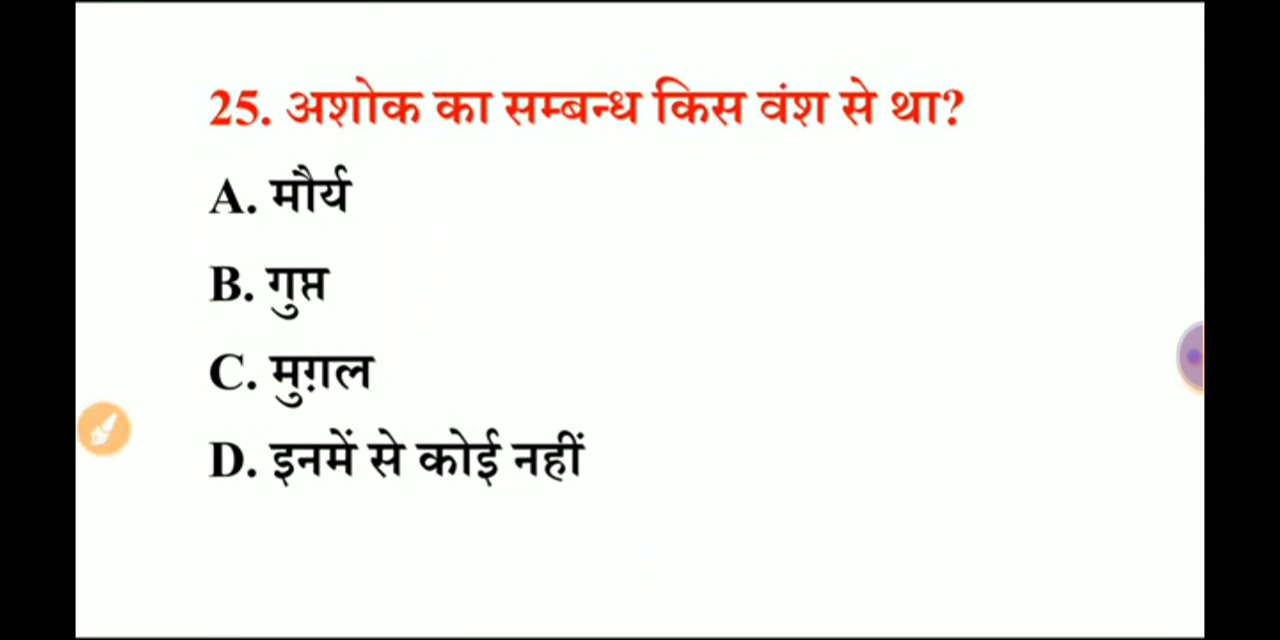 25. अशोक का सम्बन्ध किस वंश से था?
A. मौर्य
B. गुप्त
C. मुग़ल
D. इनमें से कोई नहीं